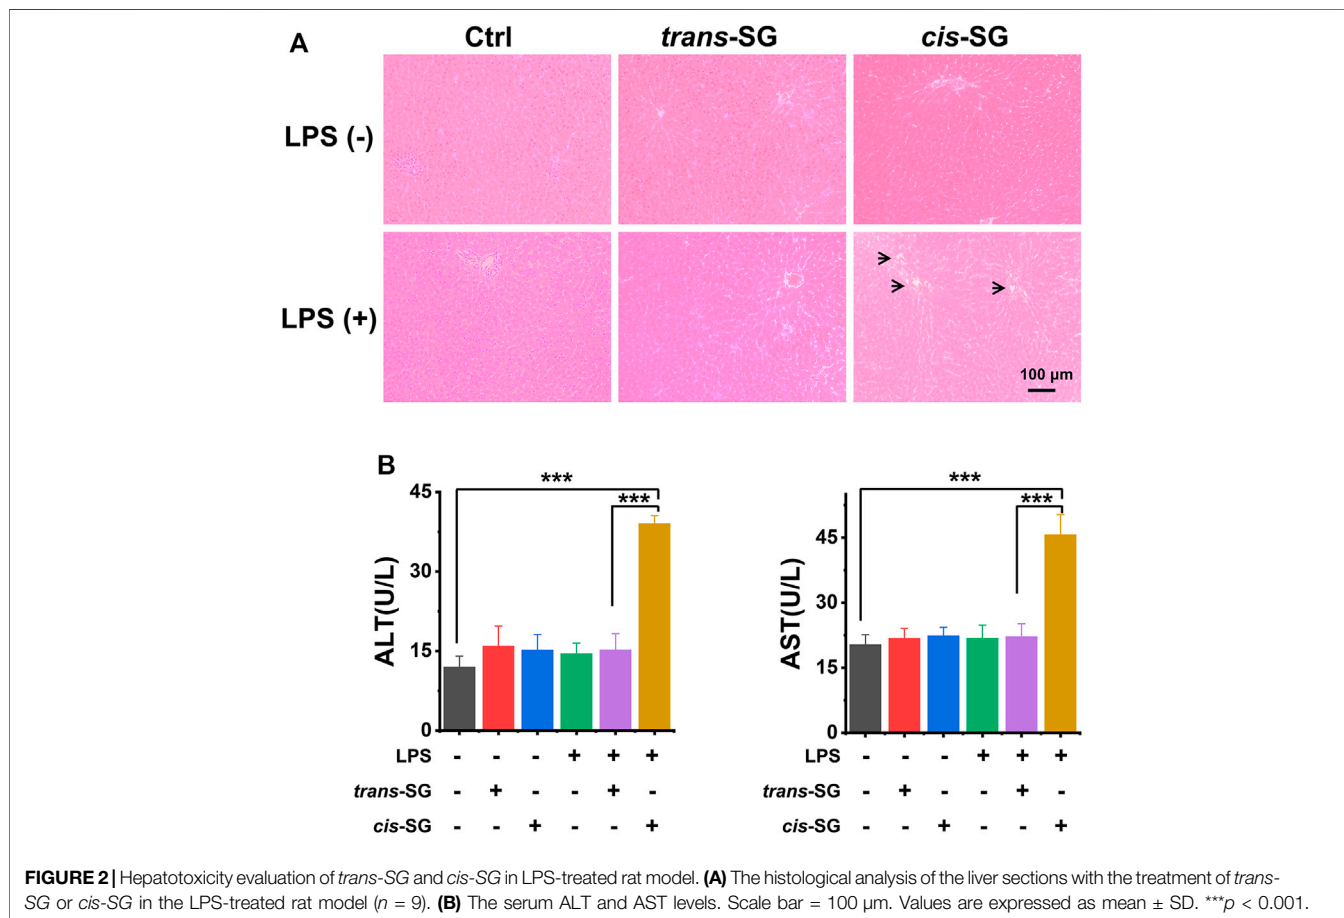 A
Ctrl trans-SG cis-SG
LPS (-)
LPS (+)
100 μm
B
***
***
45
30
15
0
ALT(U/L)
LPS - - - + + +
trans-SG - + - - + -
cis-SG - - + - - +
***
***
45
30
15
0
AST(U/L)
LPS - - - + + +
trans-SG - + - - + -
cis-SG - - + - - +
FIGURE 2 | Hepatotoxicity evaluation of trans-SG and cis-SG in LPS-treated rat model. (A) The histological analysis of the liver sections with the treatment of trans-
SG or cis-SG in the LPS-treated rat model (n = 9). (B) The serum ALT and AST levels. Scale bar = 100 μm. Values are expressed as mean ± SD. ***p < 0.001.